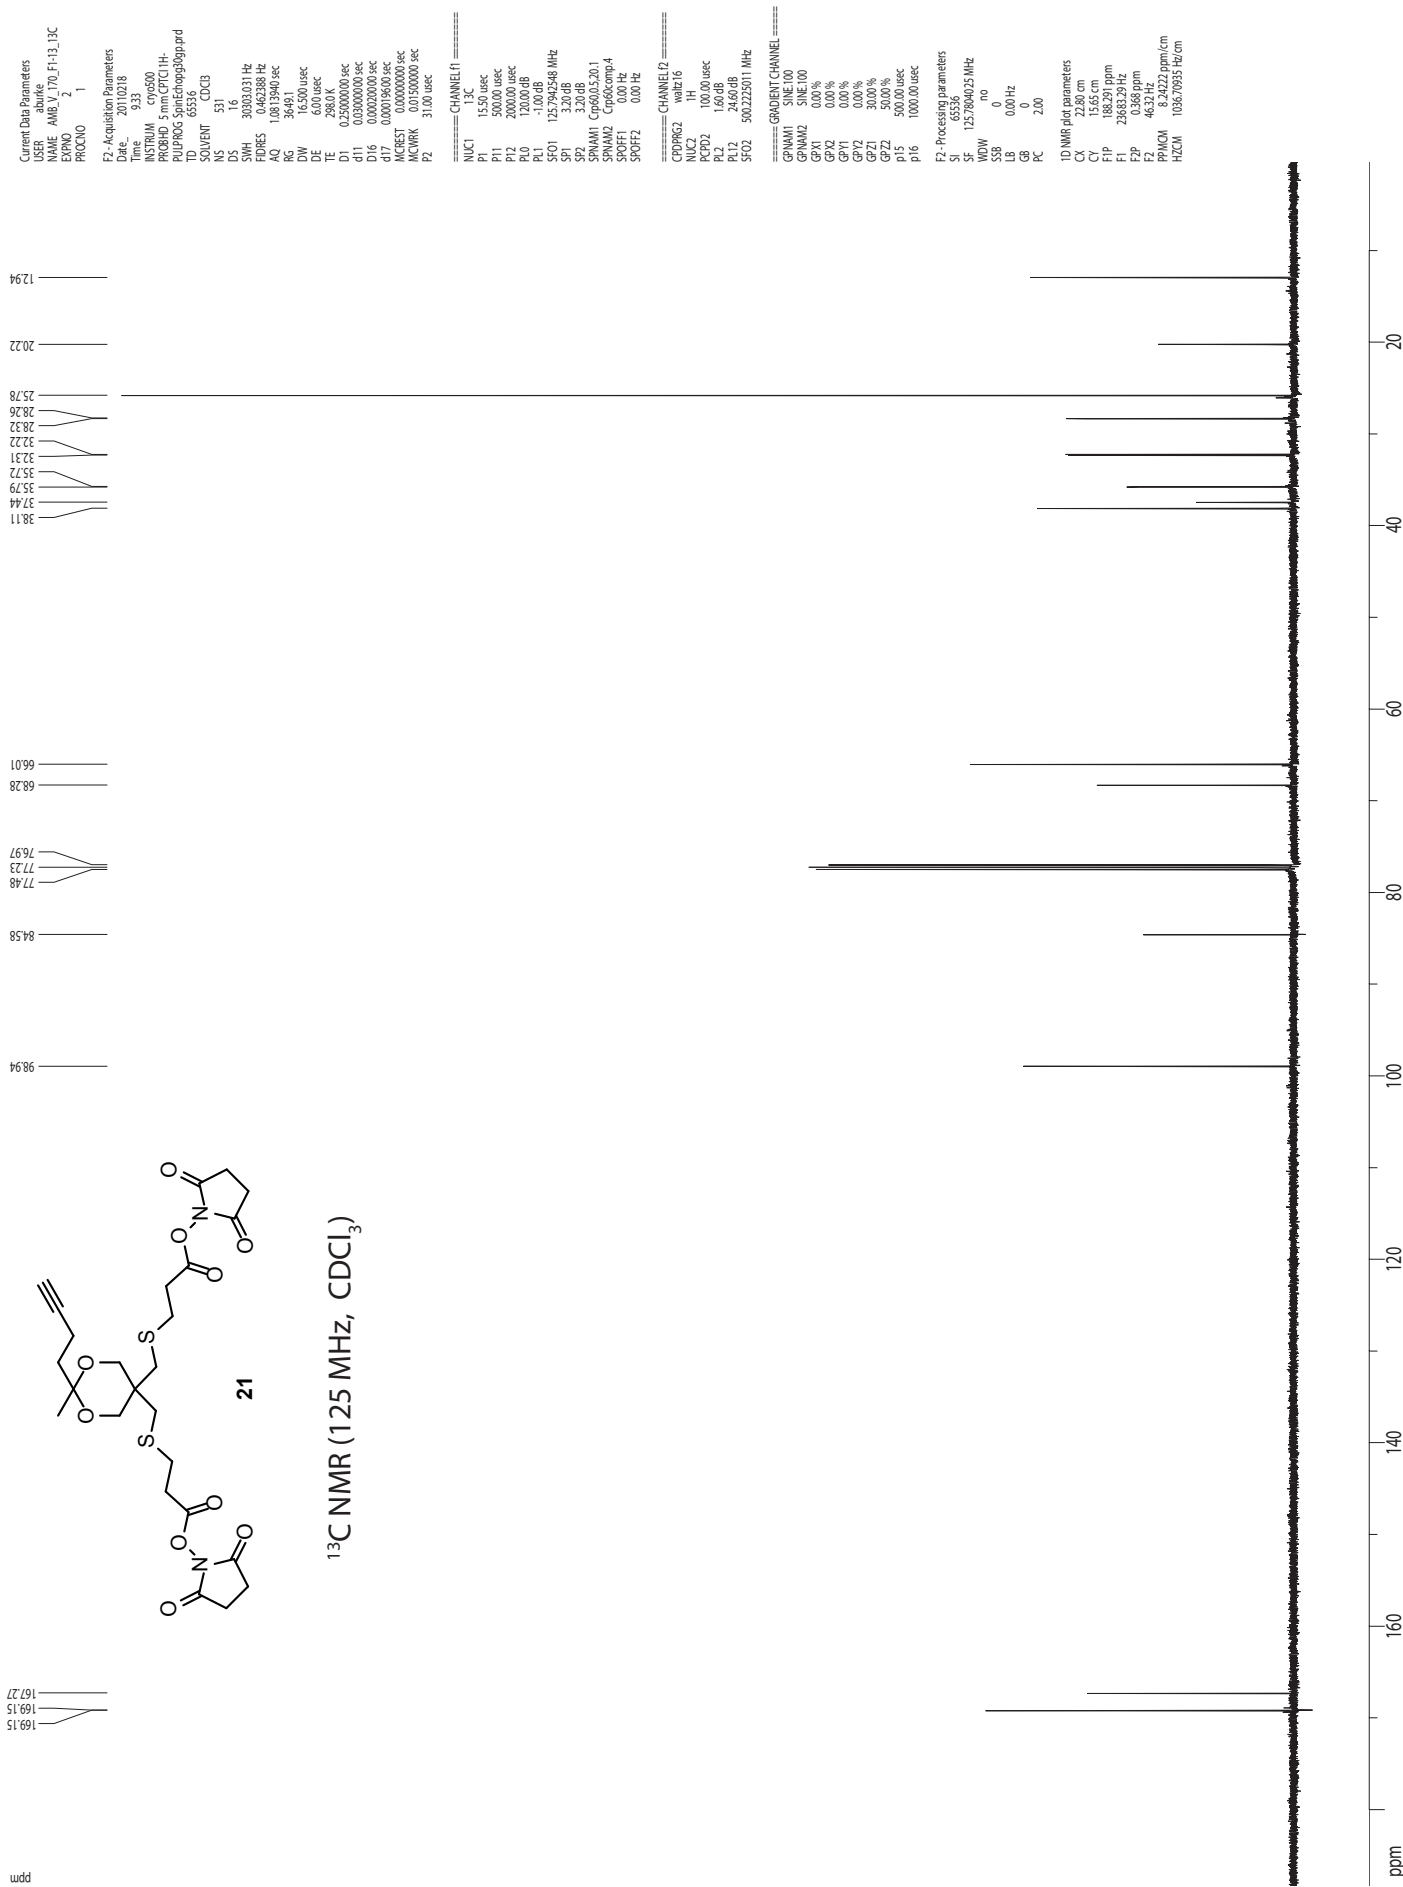 Current Data Parameters
USER aburke
NAME AMB_V_170_F1-13_13C
EXPNO 2
PROCNO 1
F2 - Acquisition Parameters
Date_ 20110218
Time 9.33
INSTRUM cryo500
PROBHD 5 mm CPTCI 1H-
PULPROG SpinEchopg30gp.prd
TD 65536
SOLVENT CDCl3
NS 531
DS 16
SWH 30303.031 Hz
FIDRES 0.462388 Hz
AQ 1.0813940 sec
RG 3649.1
DW 16.500 usec
DE 6.00 usec
TE 298.0 K
D1 0.25000000 sec
d11 0.03000000 sec
D16 0.00020000 sec
d17 0.00019600 sec
MCREST 0.00000000 sec
MCWRK 0.01500000 sec
P2 31.00 usec
======== CHANNEL f1 ========
NUC1 13C
P1 15.50 usec
P11 500.00 usec
P12 2000.00 usec
PL0 120.00 dB
PL1 -1.00 dB
SFO1 125.7942548 MHz
SP1 3.20 dB
SP2 3.20 dB
SPNAM1 Crp60,0.5,20.1
SPNAM2 Crp60comp.4
SPOFF1 0.00 Hz
SPOFF2 0.00 Hz
======== CHANNEL f2 ========
CPDPRG2 waltz16
NUC2 1H
PCPD2 100.00 usec
PL2 1.60 dB
PL12 24.60 dB
SFO2 500.2225011 MHz
====== GRADIENT CHANNEL =====
GPNAM1 SINE.100
GPNAM2 SINE.100
GPX1 0.00 %
GPX2 0.00 %
GPY1 0.00 %
GPY2 0.00 %
GPZ1 30.00 %
GPZ2 50.00 %
p15 500.00 usec
p16 1000.00 usec
F2 - Processing parameters
SI 65536
SF 125.7804025 MHz
WDW no
SSB 0
LB 0.00 Hz
GB 0
PC 2.00
1D NMR plot parameters
CX 22.80 cm
CY 15.65 cm
F1P 188.291 ppm
F1 23683.29 Hz
F2P 0.368 ppm
F2 46.32 Hz
PPMCM 8.24222 ppm/cm
HZCM 1036.70935 Hz/cm
ppm
169.15
169.15
167.27
98.94
84.58
77.48
77.23
76.97
68.28
66.01
38.11
37.44
35.79
35.72
32.31
32.22
28.32
28.26
25.78
20.22
12.94
O
O
N
O
O
S
O
O
S
O
O
N
O
O
21
¹³C NMR (125 MHz, CDCl₃)
ppm 160 140 120 100 80 60 40 20